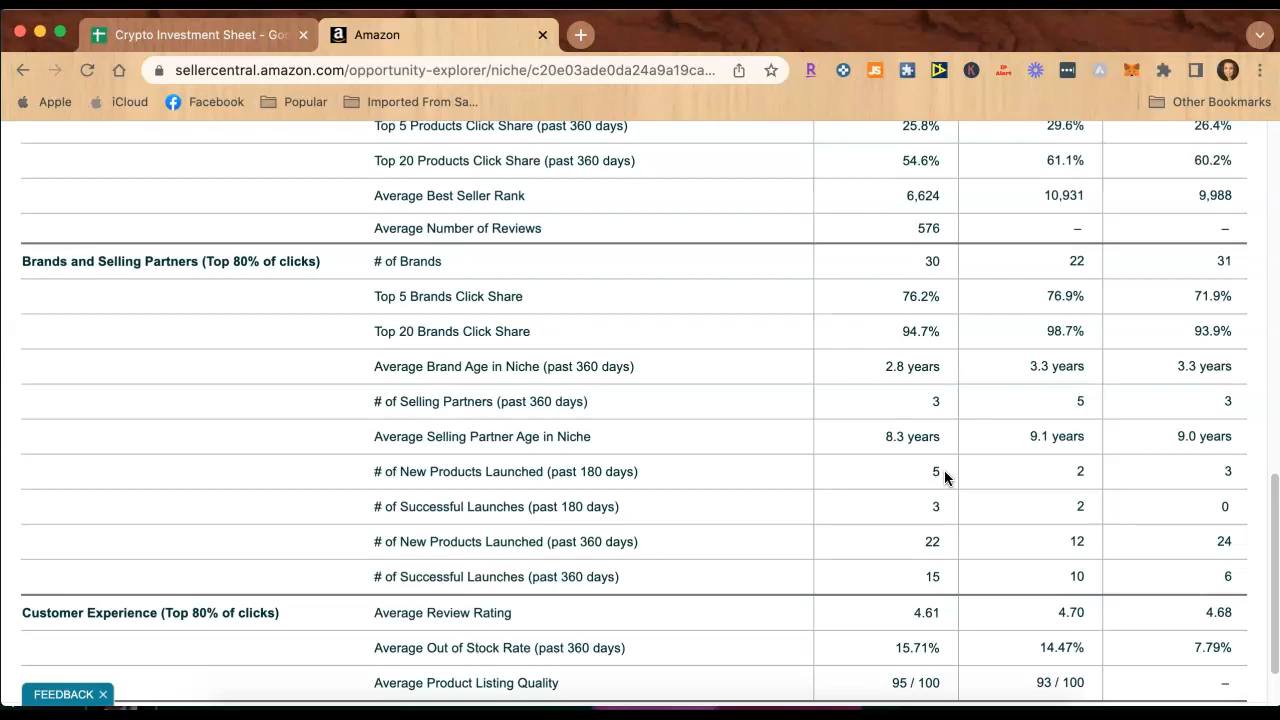 Crypto Investment Sheet - Goo
Amazon
sellercentral.amazon.com/opportunity-explorer/niche/c20e03ade0da24a9a19ca...
Apple iCloud Facebook Popular Imported From Sa... Other Bookmarks
Top 5 Products Click Share (past 360 days) 25.8% 29.6% 26.4%
Top 20 Products Click Share (past 360 days) 54.6% 61.1% 60.2%
Average Best Seller Rank 6,624 10,931 9,988
Average Number of Reviews 576 – –
Brands and Selling Partners (Top 80% of clicks) # of Brands 30 22 31
Top 5 Brands Click Share 76.2% 76.9% 71.9%
Top 20 Brands Click Share 94.7% 98.7% 93.9%
Average Brand Age in Niche (past 360 days) 2.8 years 3.3 years 3.3 years
# of Selling Partners (past 360 days) 3 5 3
Average Selling Partner Age in Niche 8.3 years 9.1 years 9.0 years
# of New Products Launched (past 180 days) 5 2 3
# of Successful Launches (past 180 days) 3 2 0
# of New Products Launched (past 360 days) 22 12 24
# of Successful Launches (past 360 days) 15 10 6
Customer Experience (Top 80% of clicks) Average Review Rating 4.61 4.70 4.68
Average Out of Stock Rate (past 360 days) 15.71% 14.47% 7.79%
Average Product Listing Quality 95 / 100 93 / 100 –
FEEDBACK